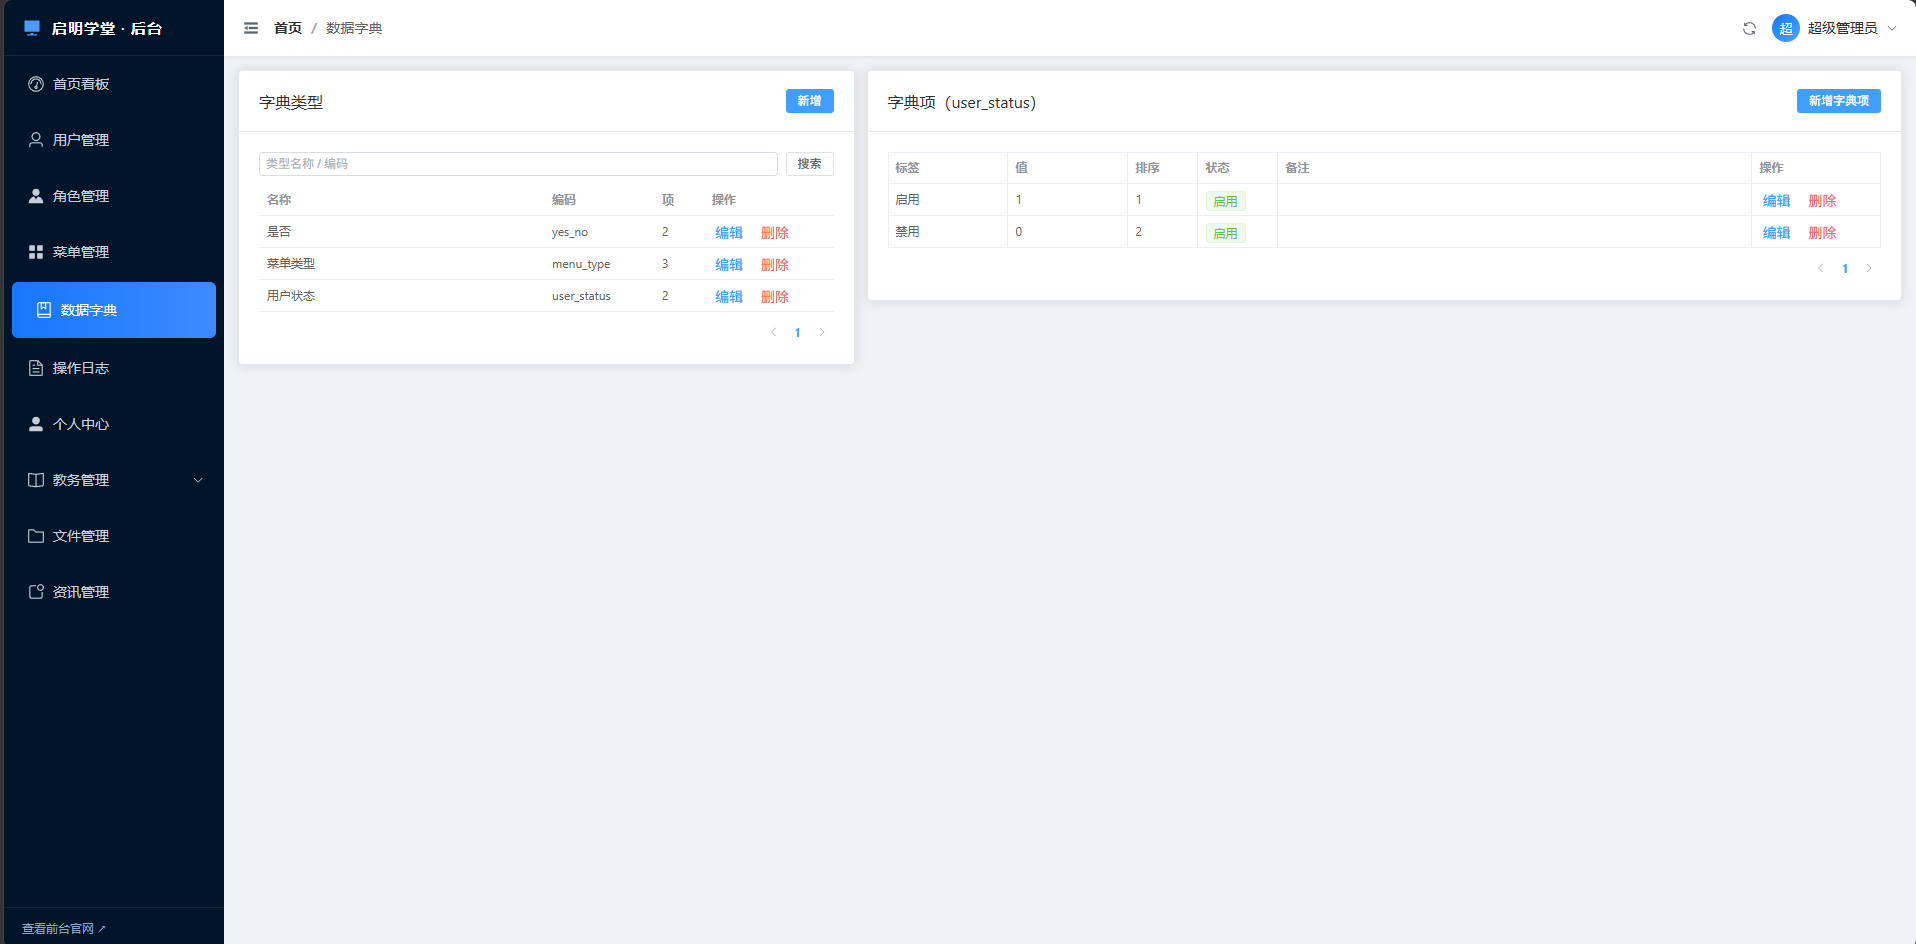 启明学堂 · 后台
首页看板
用户管理
角色管理
菜单管理
数据字典
操作日志
个人中心
教务管理
文件管理
资讯管理
查看前台官网 ↗
首页 / 数据字典
超 超级管理员
字典类型 新增
类型名称 / 编码 搜索
名称 编码 项 操作
是否 yes_no 2 编辑 删除
菜单类型 menu_type 3 编辑 删除
用户状态 user_status 2 编辑 删除
1
字典项（user_status） 新增字典项
标签 值 排序 状态 备注 操作
启用 1 1 启用 编辑 删除
禁用 0 2 启用 编辑 删除
1